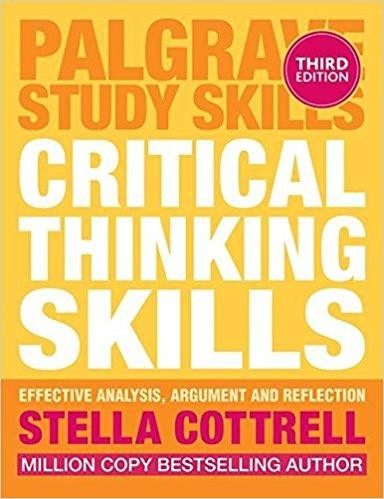 PALGRAVE
THIRD
EDITION
STUDY SKILLS
CRITICAL
THINKING
SKILLS
EFFECTIVE ANALYSIS, ARGUMENT AND REFLECTION
STELLA COTTRELL
MILLION COPY BESTSELLING AUTHOR